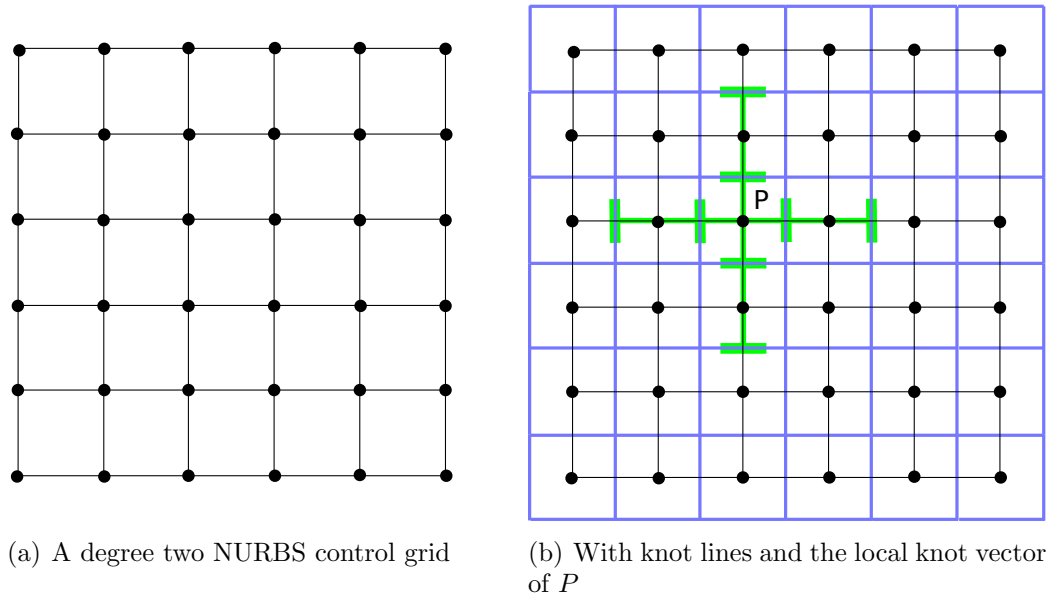 P
(a) A degree two NURBS control grid
(b) With knot lines and the local knot vector
of P